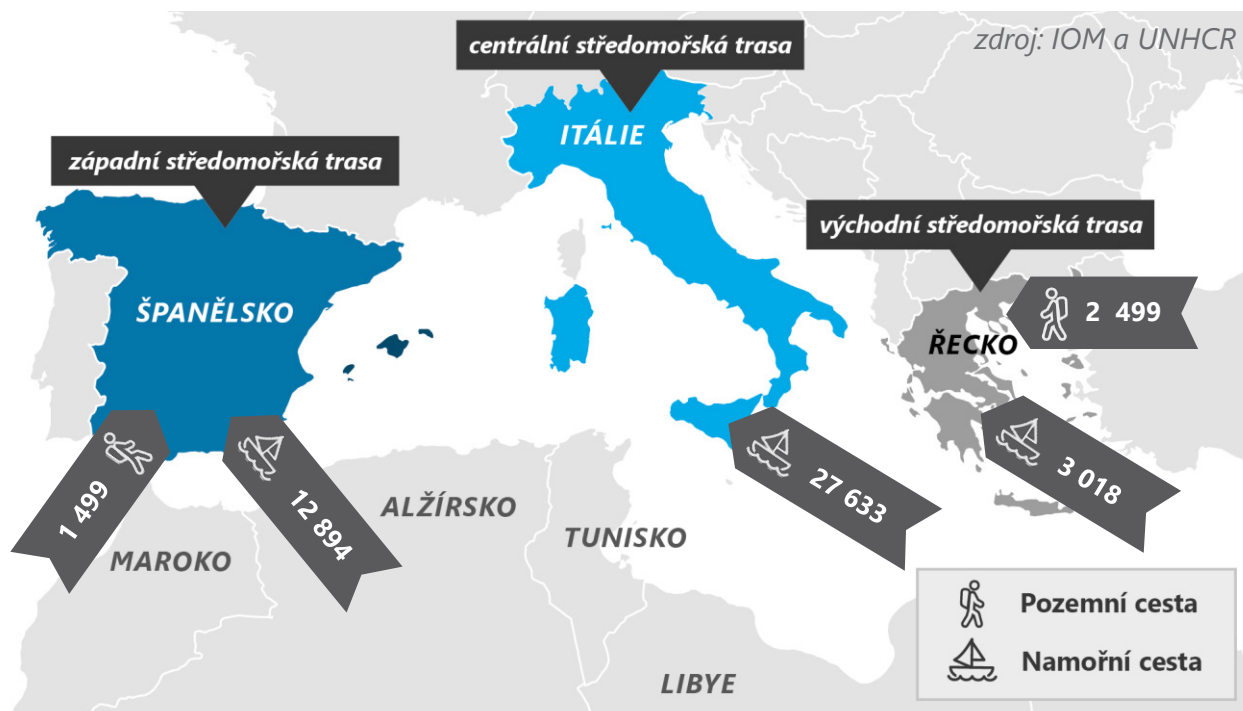 zdroj: IOM a UNHCR
centrální středomořská trasa
ITÁLIE
západní středomořská trasa
ŠPANĚLSKO
východní středomořská trasa
2 499
ŘECKO
1 499
12 894
27 633
3 018
ALŽÍRSKO
TUNISKO
MAROKO
LIBYE
Pozemní cesta
Namořní cesta